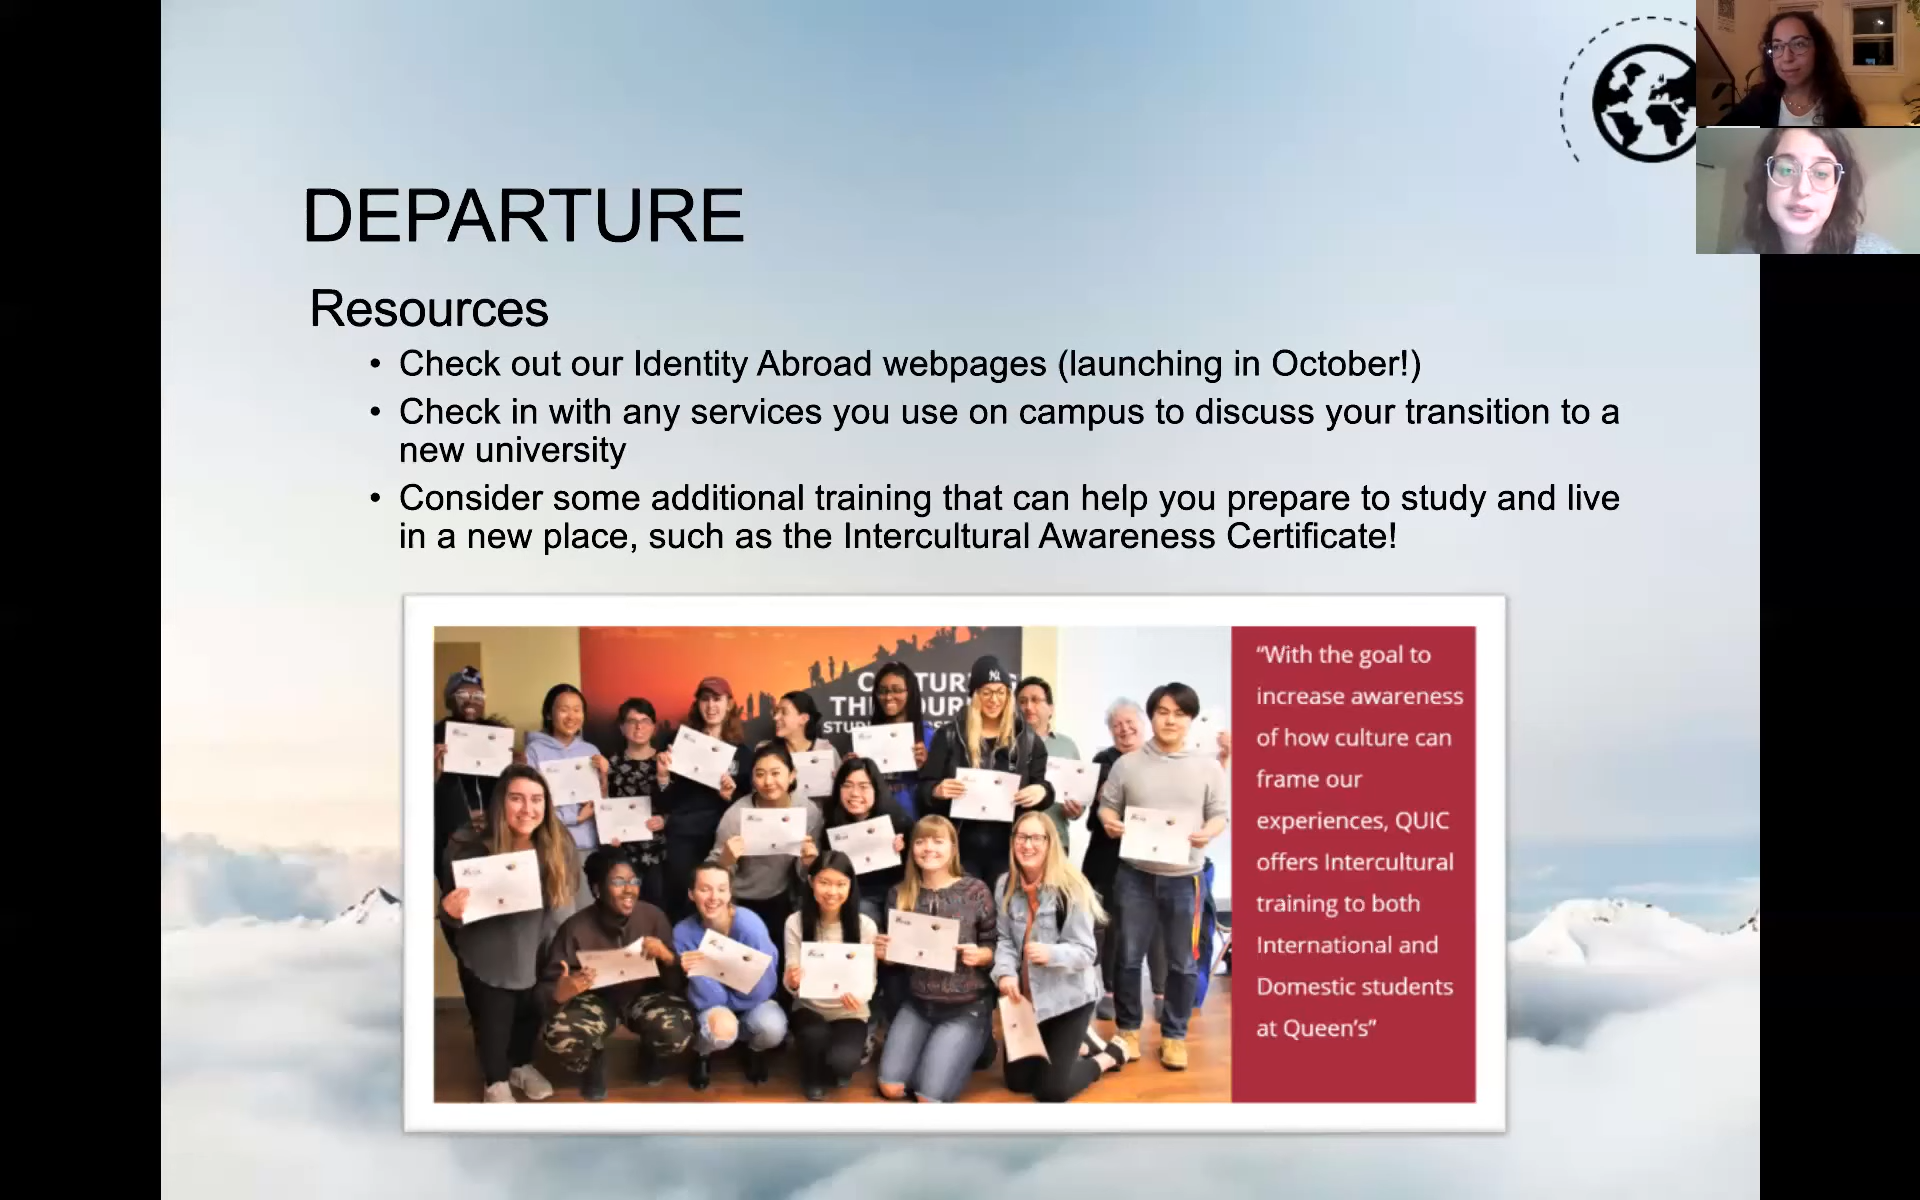 DEPARTURE
Resources
• Check out our Identity Abroad webpages (launching in October!)
• Check in with any services you use on campus to discuss your transition to a
new university
• Consider some additional training that can help you prepare to study and live
in a new place, such as the Intercultural Awareness Certificate!
“With the goal to
increase awareness
of how culture can
frame our
experiences, QUIC
offers Intercultural
training to both
International and
Domestic students
at Queen’s”